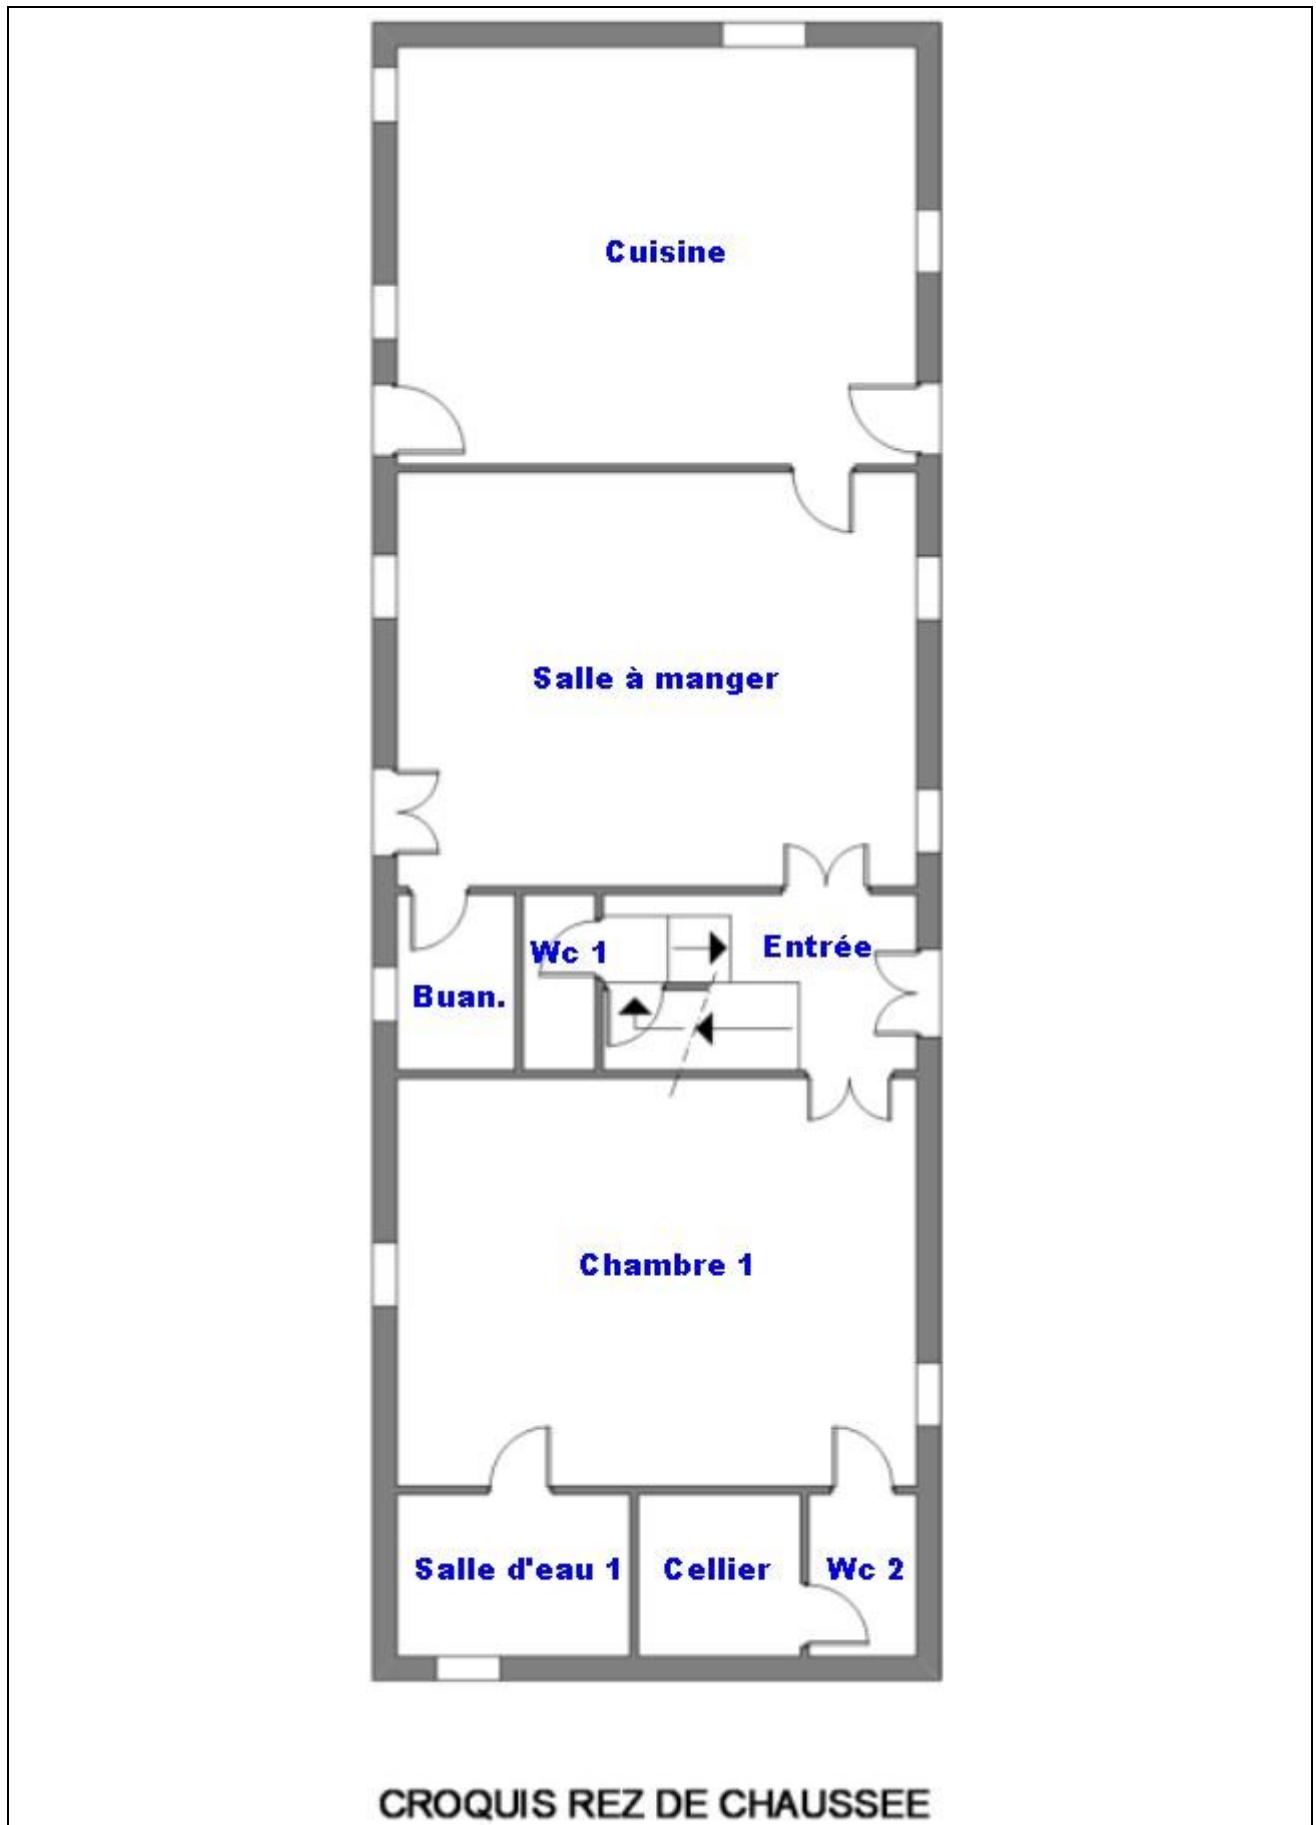 Cuisine
Salle à manger
Wc 1
Entrée
Buan.
Chambre 1
Salle d'eau 1
Cellier
Wc 2
CROQUIS REZ DE CHAUSSEE